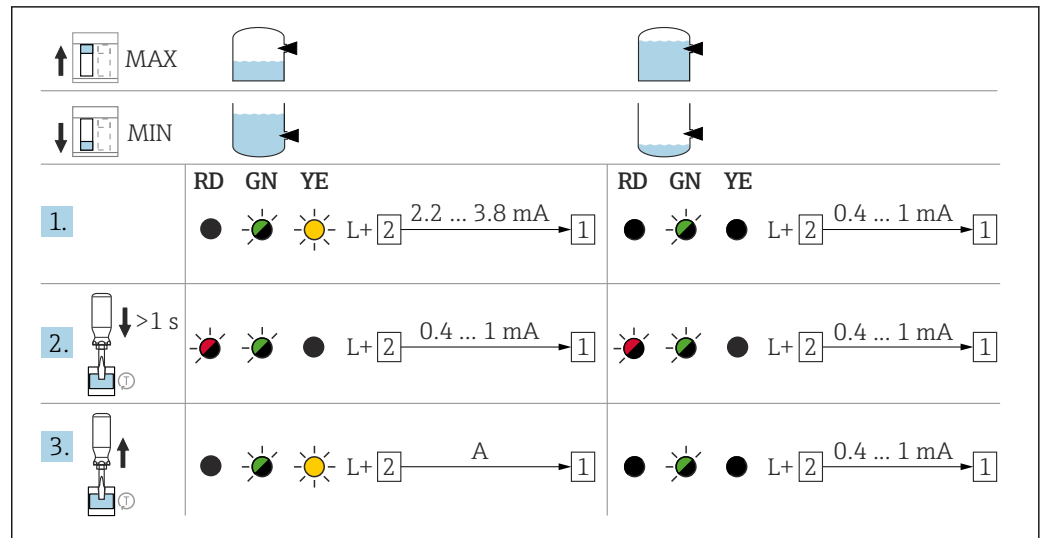 MAX
MIN
RD GN YE RD GN YE
1. L+ 2 2.2 ... 3.8 mA 1 L+ 2 0.4 ... 1 mA 1
2. >1 s T L+ 2 0.4 ... 1 mA 1 L+ 2 0.4 ... 1 mA 1
3. T L+ 2 A 1 L+ 2 0.4 ... 1 mA 1